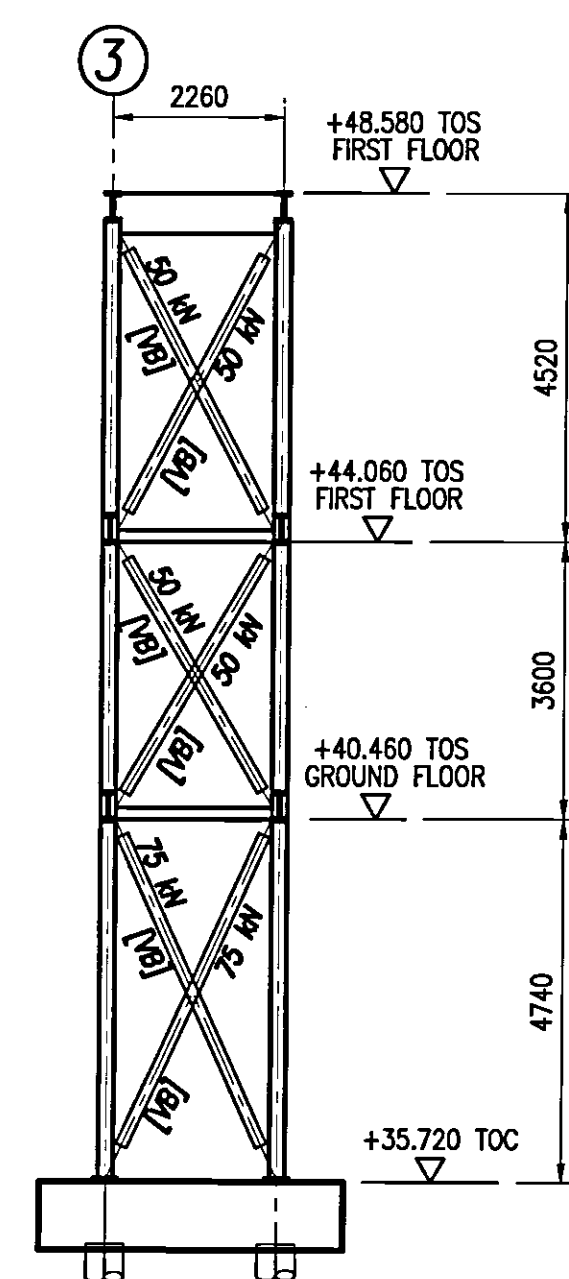 3
2260
+48.580 TOS
FIRST FLOOR
50 kN
[VB]
50 kN
[VB]
4520
+44.060 TOS
FIRST FLOOR
50 kN
[VB]
50 kN
[VB]
3600
+40.460 TOS
GROUND FLOOR
75 kN
[VB]
75 kN
[VB]
4740
+35.720 TOC